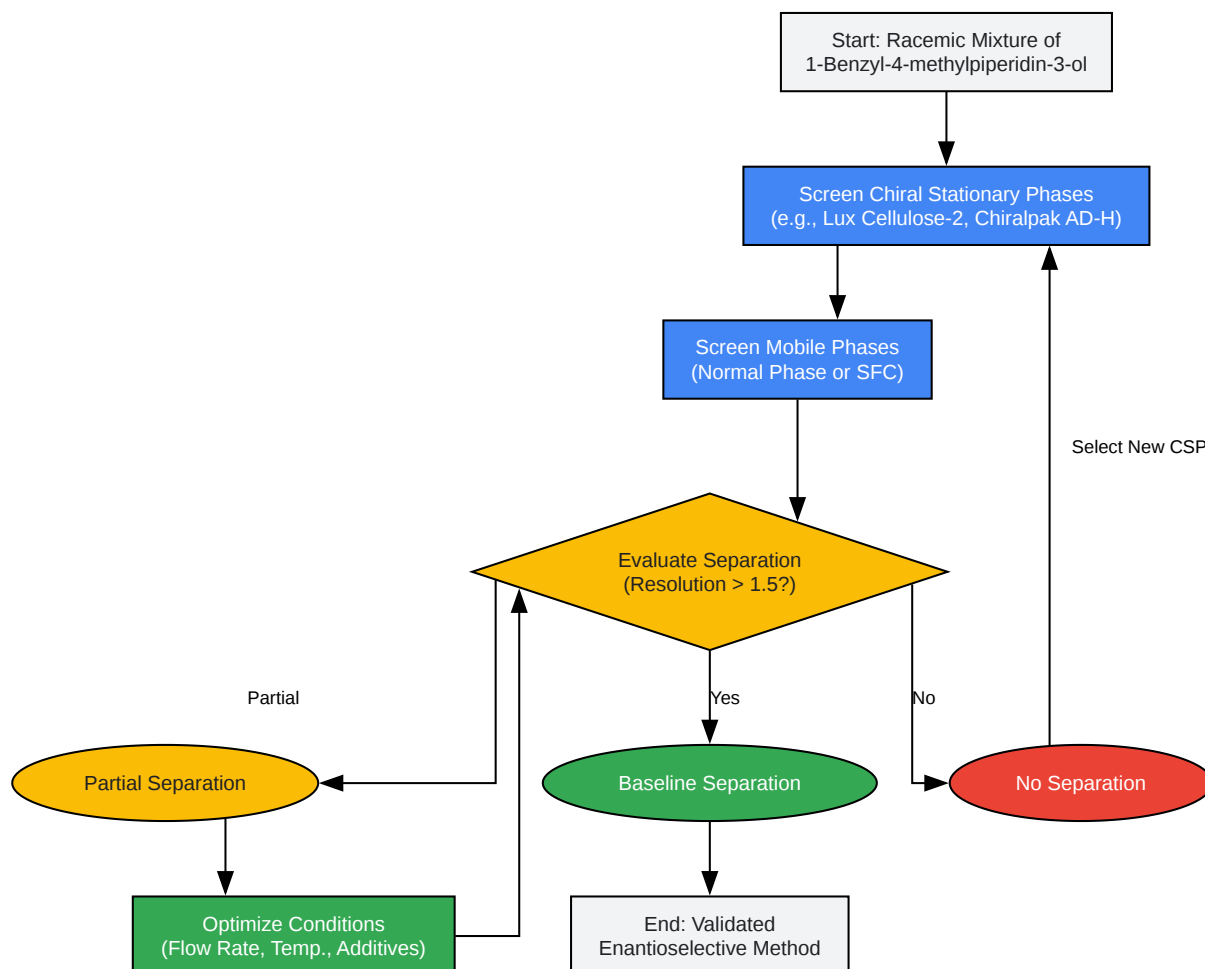 Start: Racemic Mixture of
1-Benzyl-4-methylpiperidin-3-ol
Screen Chiral Stationary Phases
(e.g., Lux Cellulose-2, Chiralpak AD-H)
Screen Mobile Phases
(Normal Phase or SFC)
Select New CSP
Evaluate Separation
(Resolution > 1.5?)
Partial
Yes
No
Partial Separation
Baseline Separation
No Separation
Optimize Conditions
(Flow Rate, Temp., Additives)
End: Validated
Enantioselective Method